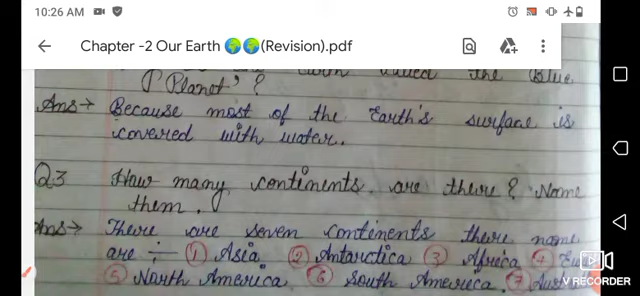 10:26 AM
Chapter -2 Our Earth 🌍🌍(Revision).pdf
the Blue
Planet'?
Ans→ Because most of the Earth's surface is
covered with water.
Q3 How many continents are there? Name
them.
Ans→ There are seven continents there name
are :- ① Asia ② Antarctica ③ Africa ④
⑤ North America ⑥ South America ⑦
V RECORDER